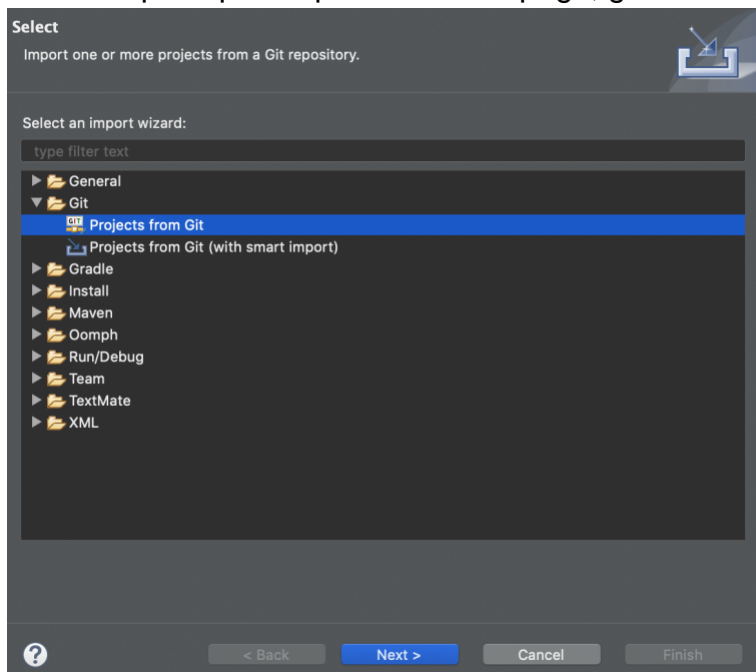 Select
Import one or more projects from a Git repository.
Select an import wizard:
type filter text
General
Git
Projects from Git
Projects from Git (with smart import)
Gradle
Install
Maven
Oomph
Run/Debug
Team
TextMate
XML
? < Back Next > Cancel Finish